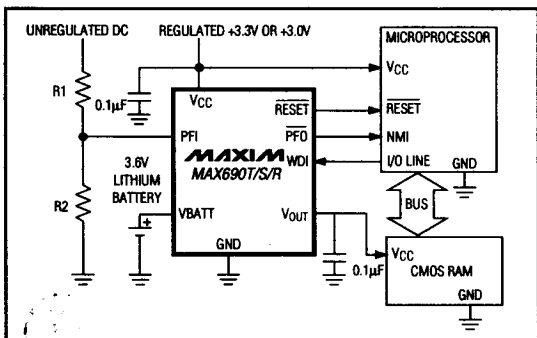 UNREGULATED DC
REGULATED +3.3V OR +3.0V
MICROPROCESSOR
R1
0.1µF
VCC
VCC
RESET
RESET
PFI
PFO
NMI
MAXIM
MAX690T/S/R
WDI
I/O LINE
GND
3.6V
LITHIUM
BATTERY
R2
VBATT
VOUT
BUS
GND
0.1µF
VCC
CMOS RAM
GND